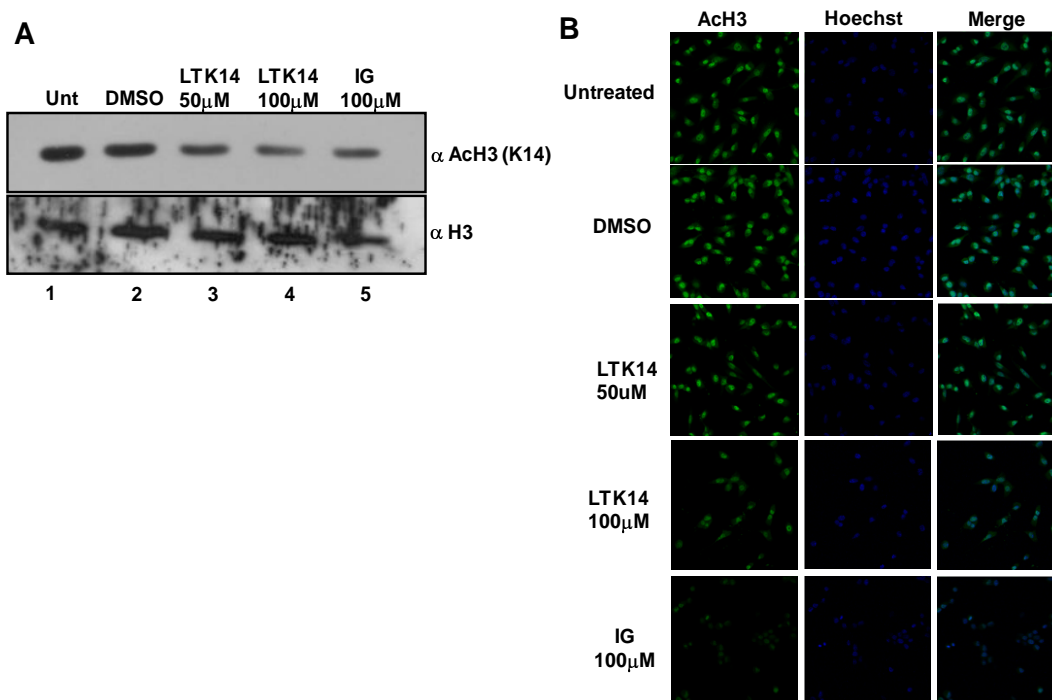 A
Unt DMSO LTK14 50μM LTK14 100μM IG 100μM
α AcH3 (K14)
α H3
1 2 3 4 5
B
AcH3 Hoechst Merge
Untreated
DMSO
LTK14
50uM
LTK14
100μM
IG
100μM